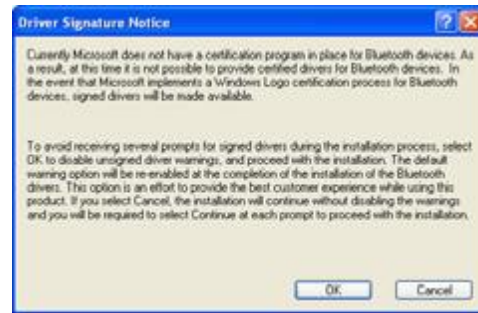 Driver Signature Notice
Currently Microsoft does not have a certification program in place for Bluetooth devices. As
a result, at this time it is not possible to provide certified drivers for Bluetooth devices. In
the event that Microsoft implements a Windows Logo certification process for Bluetooth
devices, signed drivers will be made available.
To avoid receiving several prompts for signed drivers during the installation process, select
OK to disable unsigned driver warnings, and proceed with the installation. The default
warning option will be re-enabled at the completion of the installation of the Bluetooth
drivers. This option is an effort to provide the best customer experience while using this
product. If you select Cancel, the installation will continue without disabling the warnings
and you will be required to select Continue at each prompt to proceed with the installation.
OK Cancel